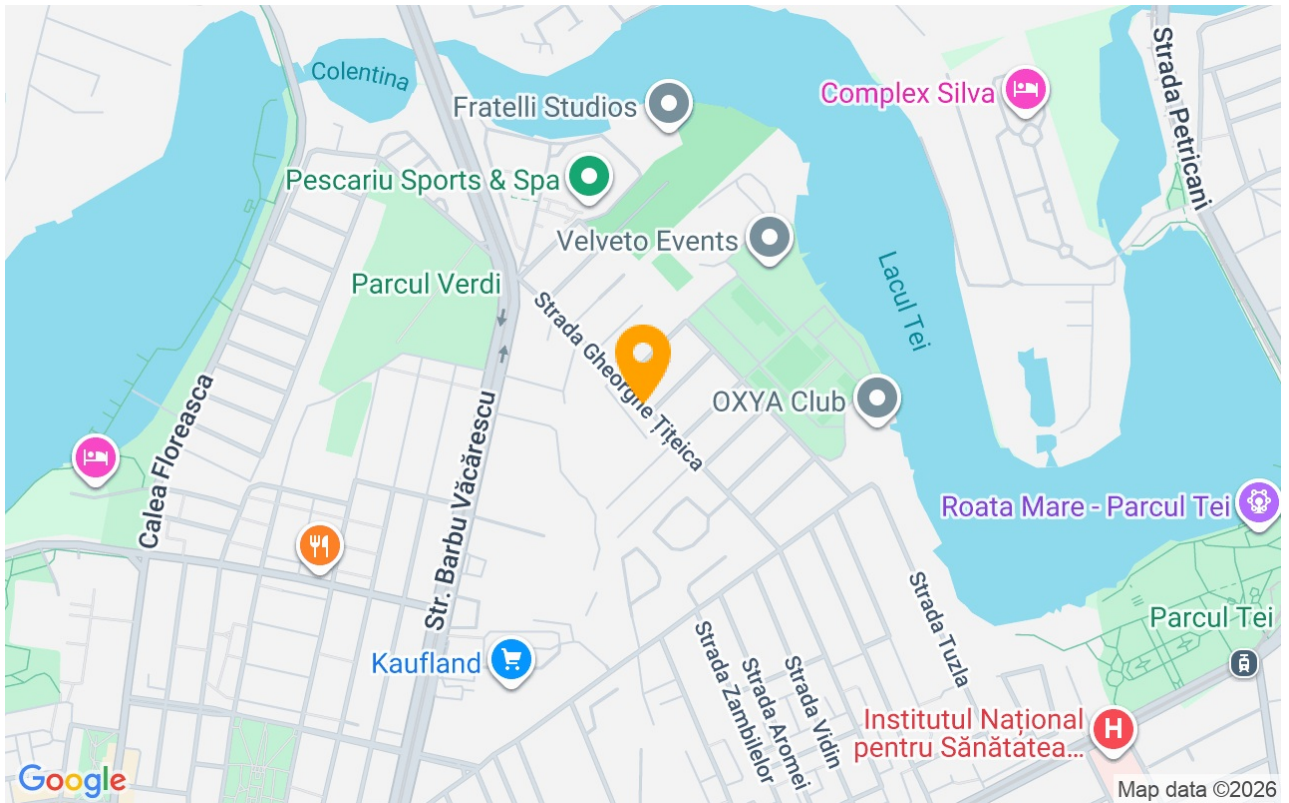 Colentina
Fratelli Studios
Complex Silva
Strada Petricani
Pescariu Sports & Spa
Velveto Events
Parcul Verdi
Lacul Tei
Strada Gheorghe Țițeica
OXYA Club
Calea Floreasca
Str. Barbu Văcărescu
Roata Mare - Parcul Tei
Strada Tuzla
Parcul Tei
Kaufland
Strada Zambilelor
Strada Aromei
Strada Vidin
Institutul Național
pentru Sănătatea...
H
Google
Map data ©2026